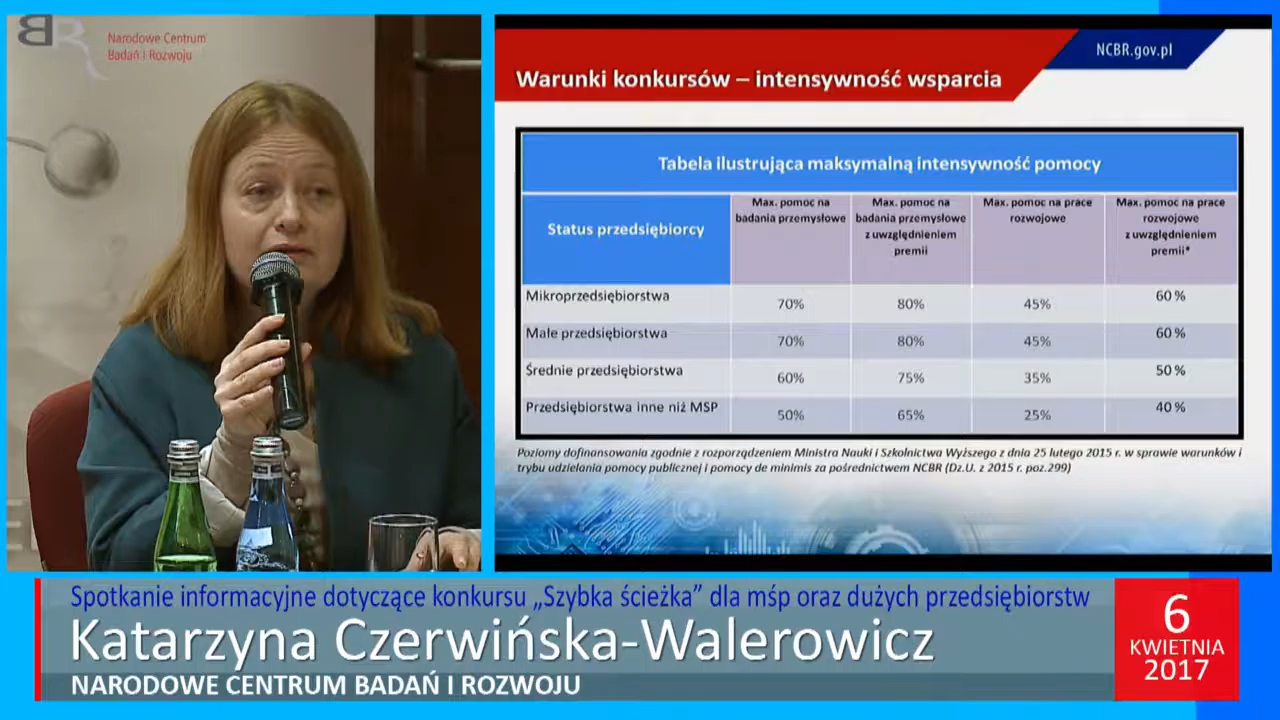 BR
Narodowe Centrum
Badań i Rozwoju
NCBR.gov.pl
Warunki konkursów – intensywność wsparcia
Tabela ilustrująca maksymalną intensywność pomocy
Status przedsiębiorcy
Max. pomoc na
badania przemysłowe
Max. pomoc na
badania przemysłowe
z uwzględnieniem
premii
Max. pomoc na prace
rozwojowe
Max. pomoc na prace
rozwojowe
z uwzględnieniem
premii*
Mikroprzedsiębiorstwa 70% 80% 45% 60 %
Małe przedsiębiorstwa 70% 80% 45% 60 %
Średnie przedsiębiorstwa 60% 75% 35% 50 %
Przedsiębiorstwa inne niż MSP 50% 65% 25% 40 %
Poziomy dofinansowania zgodnie z rozporządzeniem Ministra Nauki i Szkolnictwa Wyższego z dnia 25 lutego 2015 r. w sprawie warunków i
trybu udzielania pomocy publicznej i pomocy de minimis za pośrednictwem NCBR (Dz.U. z 2015 r. poz.299)
Spotkanie informacyjne dotyczące konkursu „Szybka ścieżka” dla mśp oraz dużych przedsiębiorstw
Katarzyna Czerwińska-Walerowicz
NARODOWE CENTRUM BADAŃ I ROZWOJU
6
KWIETNIA
2017